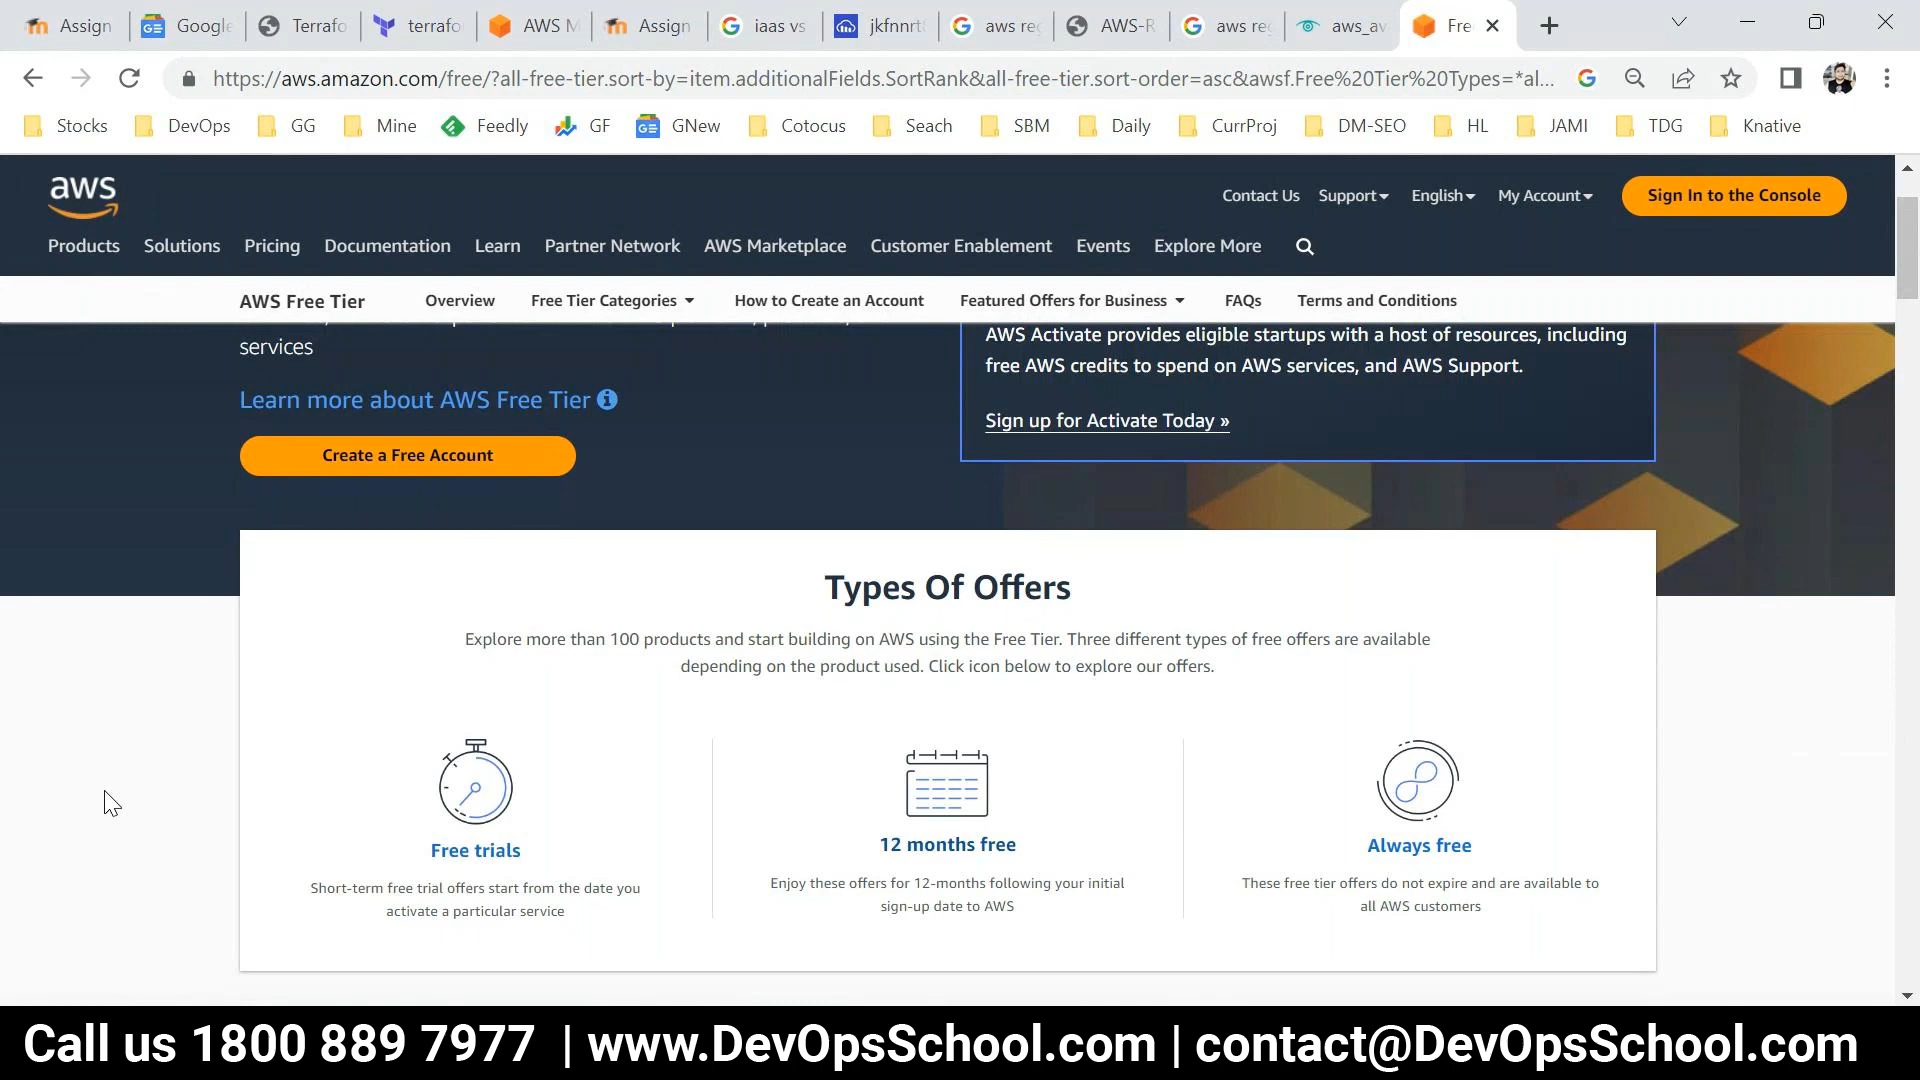 Assign
Google
Terrafo
terrafo
AWS M
Assign
iaas vs
jkfnnrt
aws reg
AWS-R
aws reg
aws_av
Fre
https://aws.amazon.com/free/?all-free-tier.sort-by=item.additionalFields.SortRank&all-free-tier.sort-order=asc&awsf.Free%20Tier%20Types=*al...
Stocks
DevOps
GG
Mine
Feedly
GF
GNew
Cotocus
Seach
SBM
Daily
CurrProj
DM-SEO
HL
JAMI
TDG
Knative
aws
Contact Us
Support
English
My Account
Sign In to the Console
Products
Solutions
Pricing
Documentation
Learn
Partner Network
AWS Marketplace
Customer Enablement
Events
Explore More
AWS Free Tier
Overview
Free Tier Categories
How to Create an Account
Featured Offers for Business
FAQs
Terms and Conditions
services
Learn more about AWS Free Tier
Create a Free Account
AWS Activate provides eligible startups with a host of resources, including
free AWS credits to spend on AWS services, and AWS Support.
Sign up for Activate Today »
Types Of Offers
Explore more than 100 products and start building on AWS using the Free Tier. Three different types of free offers are available
depending on the product used. Click icon below to explore our offers.
Free trials
Short-term free trial offers start from the date you
activate a particular service
12 months free
Enjoy these offers for 12-months following your initial
sign-up date to AWS
Always free
These free tier offers do not expire and are available to
all AWS customers
Call us 1800 889 7977 | www.DevOpsSchool.com | contact@DevOpsSchool.com